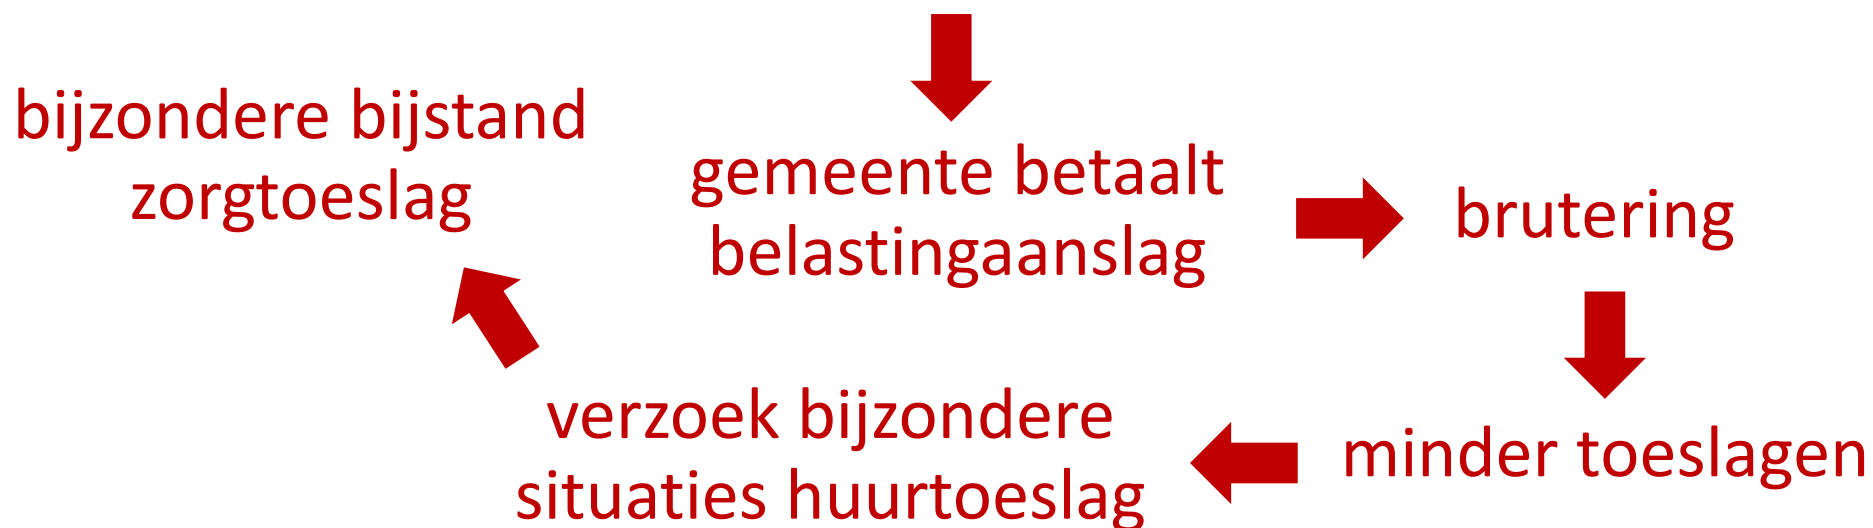 gemeente betaalt
belastingaanslag
brutering
minder toeslagen
verzoek bijzondere
situaties huurtoeslag
bijzondere bijstand
zorgtoeslag